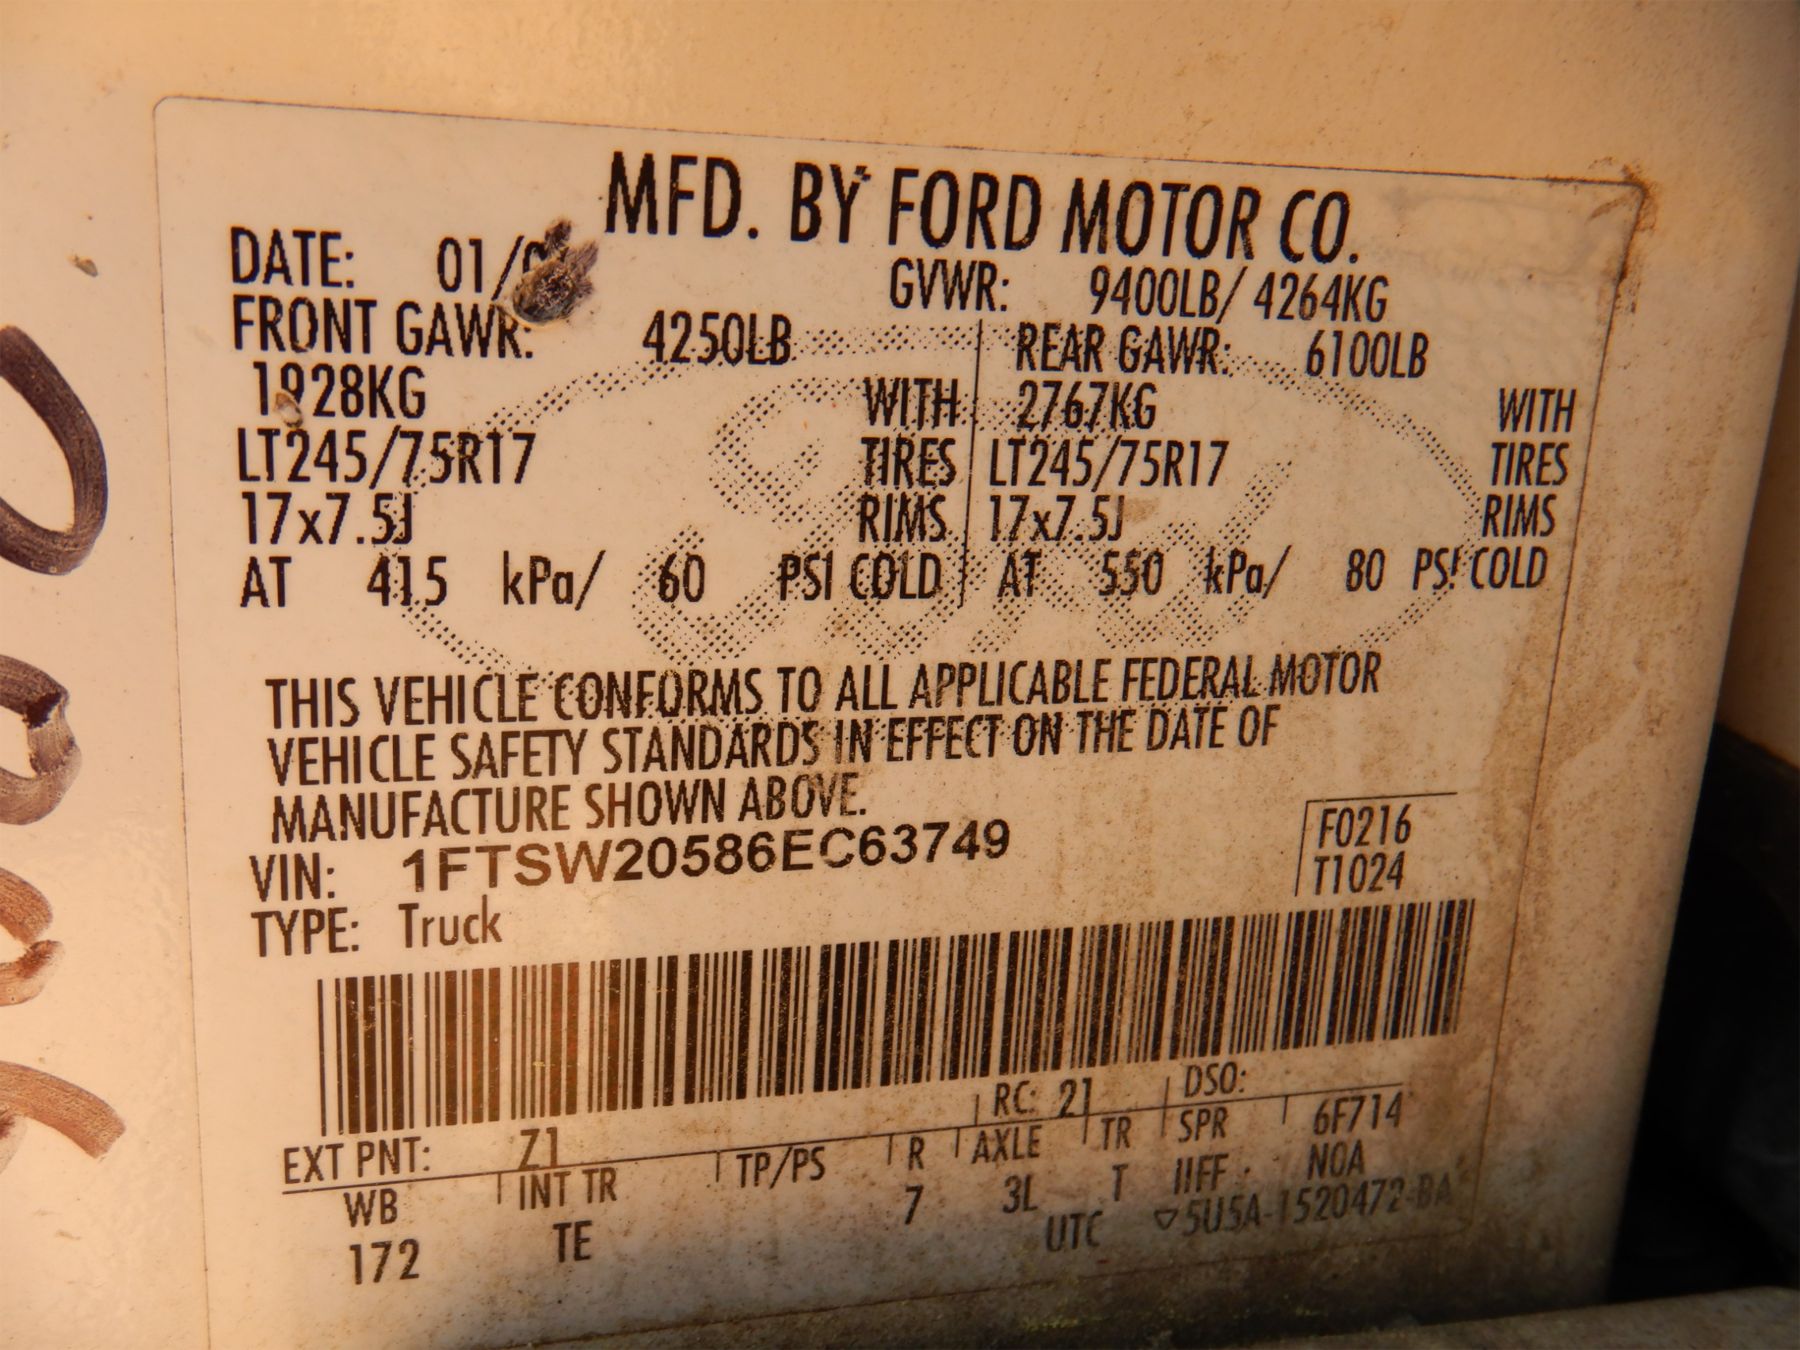 MFD. BY FORD MOTOR CO.
DATE: 01/ GVWR: 9400LB/ 4264KG
FRONT GAWR: 4250LB REAR GAWR: 6100LB
1928KG WITH 2767KG WITH
LT245/75R17 TIRES LT245/75R17 TIRES
17x7.5J RIMS 17x7.5J RIMS
AT 415 kPa/ 60 PSI COLD AT 550 kPa/ 80 PSI COLD
THIS VEHICLE CONFORMS TO ALL APPLICABLE FEDERAL MOTOR
VEHICLE SAFETY STANDARDS IN EFFECT ON THE DATE OF
MANUFACTURE SHOWN ABOVE.
VIN: 1FTSW20586EC63749
F0216
TYPE: Truck T1024
RC: 21 DSO:
EXT PNT: Z1 6F714
WB INT TR TP/PS R AXLE TR SPR
172 TE 7 3L T IIFF NOA
UTC ▽5U5A-1520472-BA